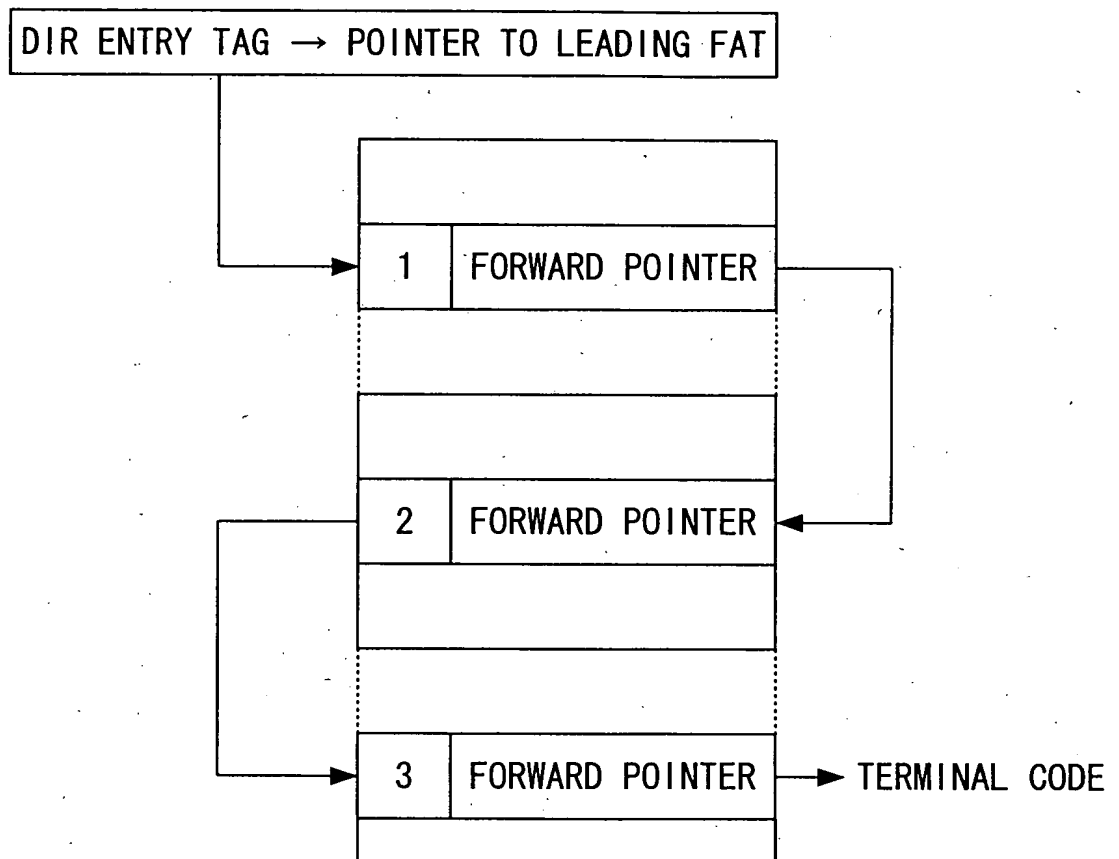 DIR ENTRY TAG → POINTER TO LEADING FAT
1 FORWARD POINTER
2 FORWARD POINTER
3 FORWARD POINTER
TERMINAL CODE